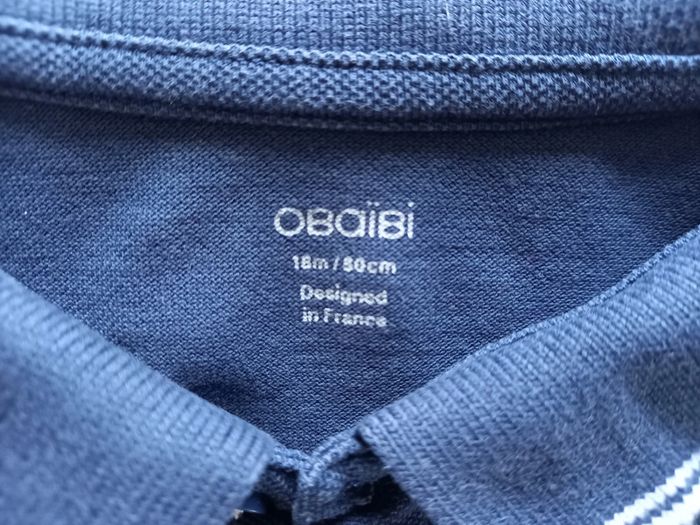 OBaïBi
18m/80cm
Designed
in France